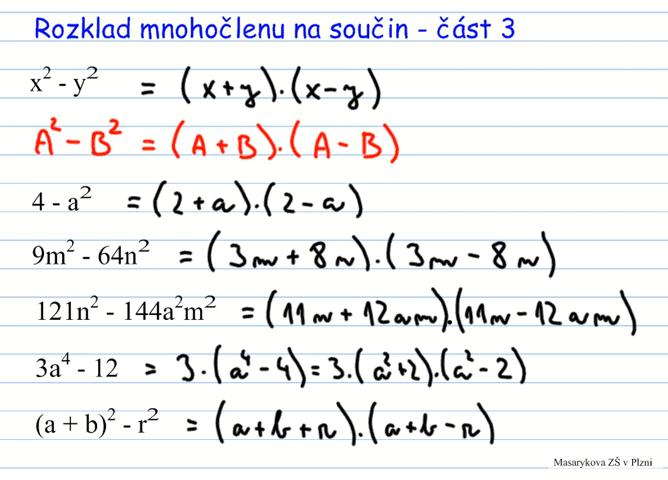 Rozklad mnohočlenu na součin - část 3
x² - y² = (x+y).(x-y)
A² - B² = (A + B).(A - B)
4 - a² = (2+a).(2-a)
9m² - 64n² = (3m + 8n).(3m - 8n)
121n² - 144a²m² = (11n + 12am).(11n - 12am)
3a⁴ - 12 = 3.(a⁴ - 4) = 3.(a²+2).(a² - 2)
(a + b)² - r² = (a+b+r).(a+b-r)
Masarykova ZŠ v Plzni